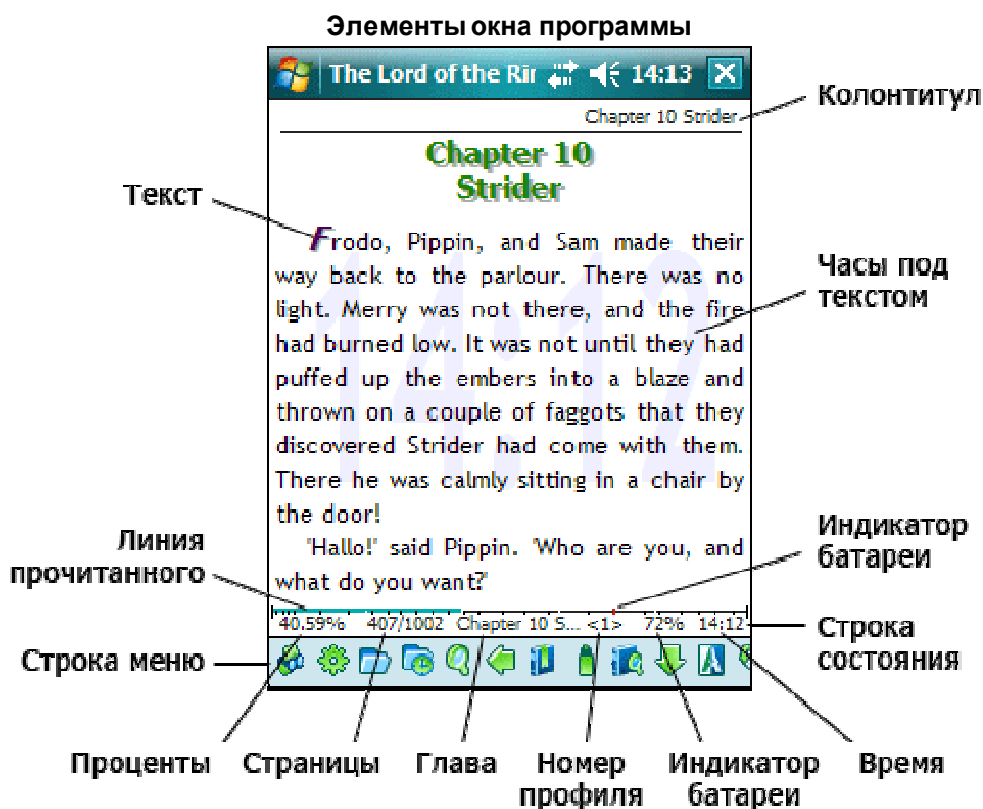 Элементы окна программы
The Lord of the Rir 14:13
Chapter 10 Strider
Колонтитул
Chapter 10
Strider
Текст
Frodo, Pippin, and Sam made their
way back to the parlour. There was no
light. Merry was not there, and the fire
had burned low. It was not until they had
puffed up the embers into a blaze and
thrown on a couple of faggots that they
discovered Strider had come with them.
There he was calmly sitting in a chair by
the door!
'Hallo!' said Pippin. 'Who are you, and
what do you want?'
14:12
Часы под
текстом
Линия
прочитанного
Индикатор
батареи
40.59% 407/1002 Chapter 10 S... <1> 72% 14:12
Строка
состояния
Строка меню
Проценты
Страницы
Глава
Номер
профиля
Индикатор
батареи
Время